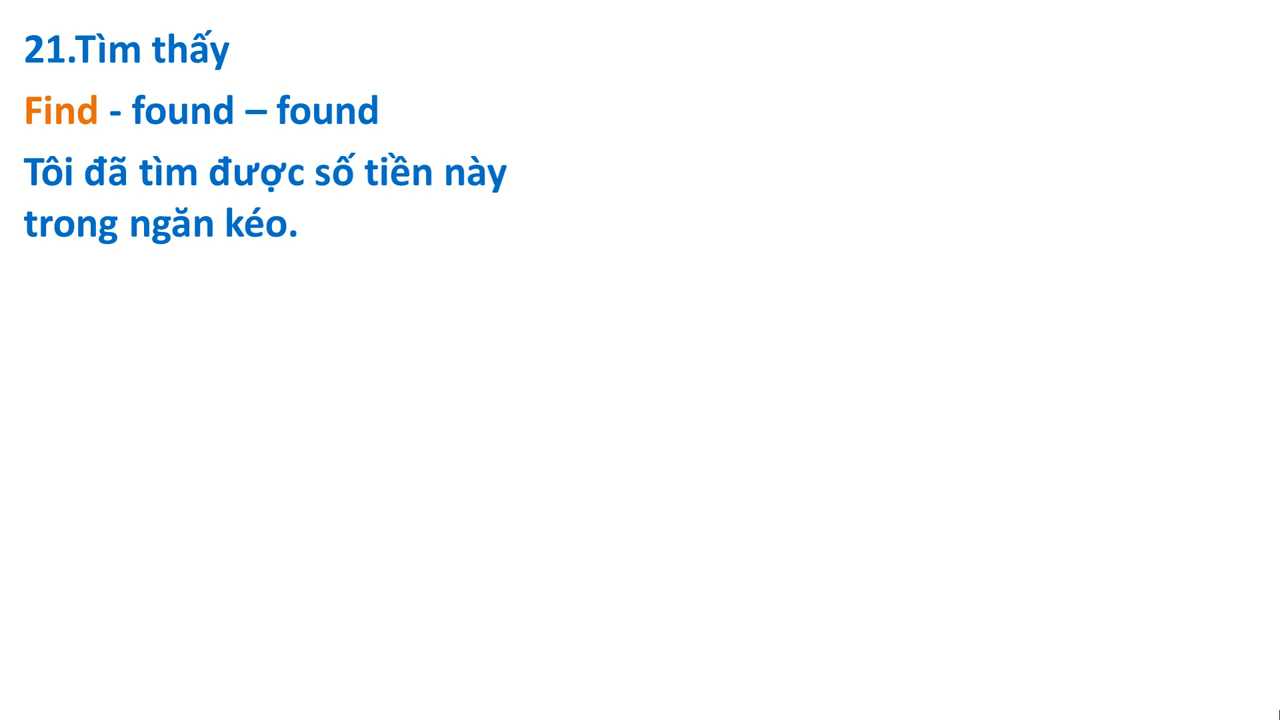 21.Tìm thấy
Find - found – found
Tôi đã tìm được số tiền này
trong ngăn kéo.